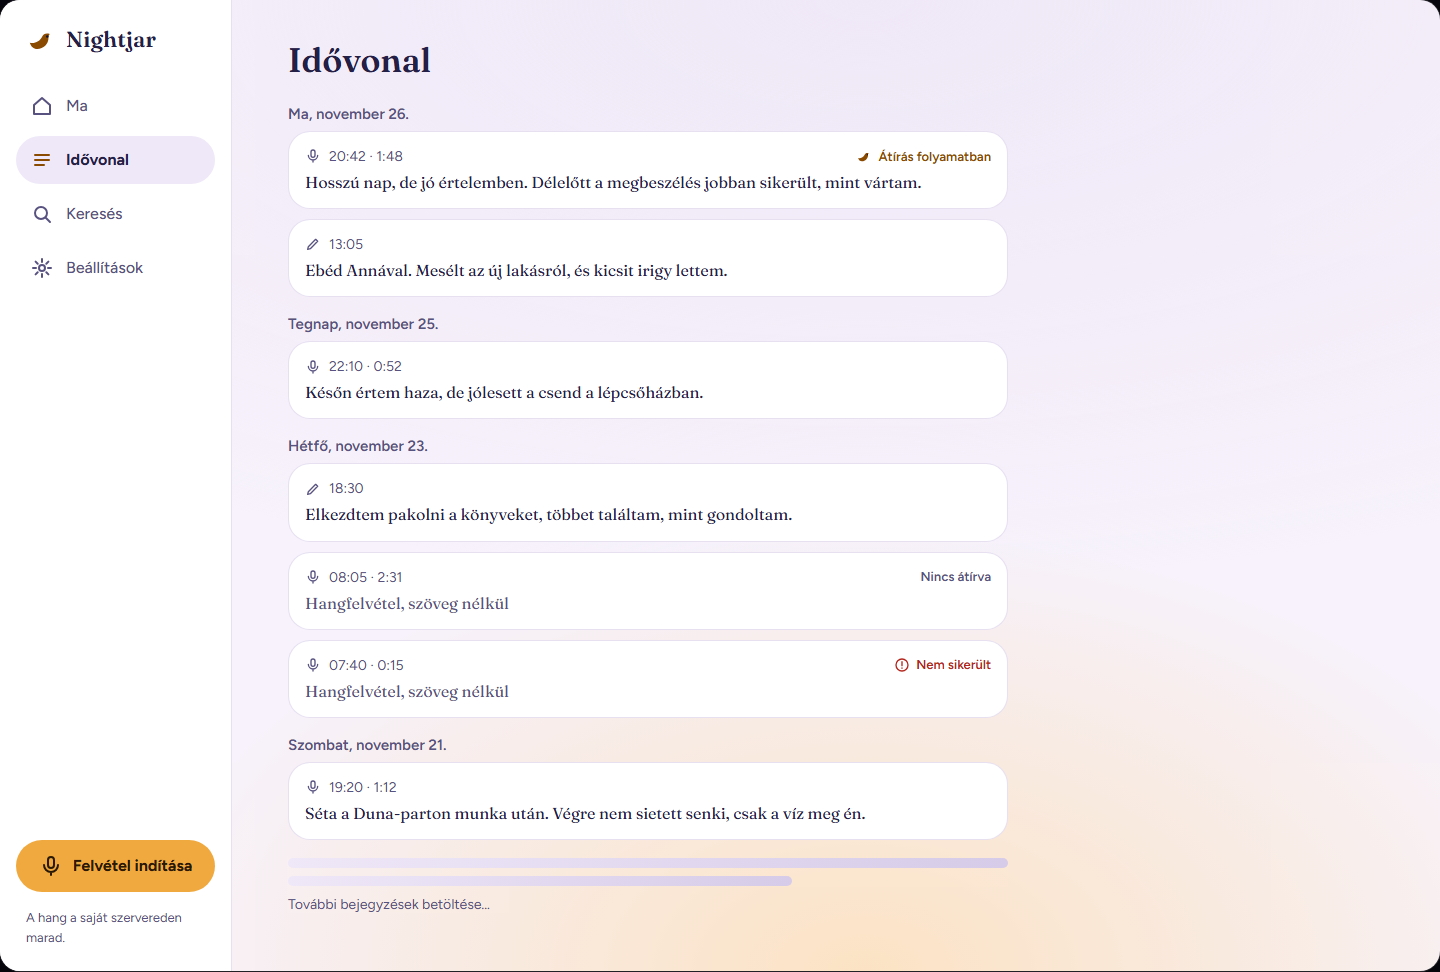 Nightjar
Ma
Idővonal
Keresés
Beállítások
Felvétel indítása
A hang a saját szervereden
marad.
Idővonal
Ma, november 26.
20:42 · 1:48
Átírás folyamatban
Hosszú nap, de jó értelemben. Délelőtt a megbeszélés jobban sikerült, mint vártam.
13:05
Ebéd Annával. Mesélt az új lakásról, és kicsit irigy lettem.
Tegnap, november 25.
22:10 · 0:52
Későn értem haza, de jólesett a csend a lépcsőházban.
Hétfő, november 23.
18:30
Elkezdtem pakolni a könyveket, többet találtam, mint gondoltam.
08:05 · 2:31
Nincs átírva
Hangfelvétel, szöveg nélkül
07:40 · 0:15
Nem sikerült
Hangfelvétel, szöveg nélkül
Szombat, november 21.
19:20 · 1:12
Séta a Duna-parton munka után. Végre nem sietett senki, csak a víz meg én.
További bejegyzések betöltése...